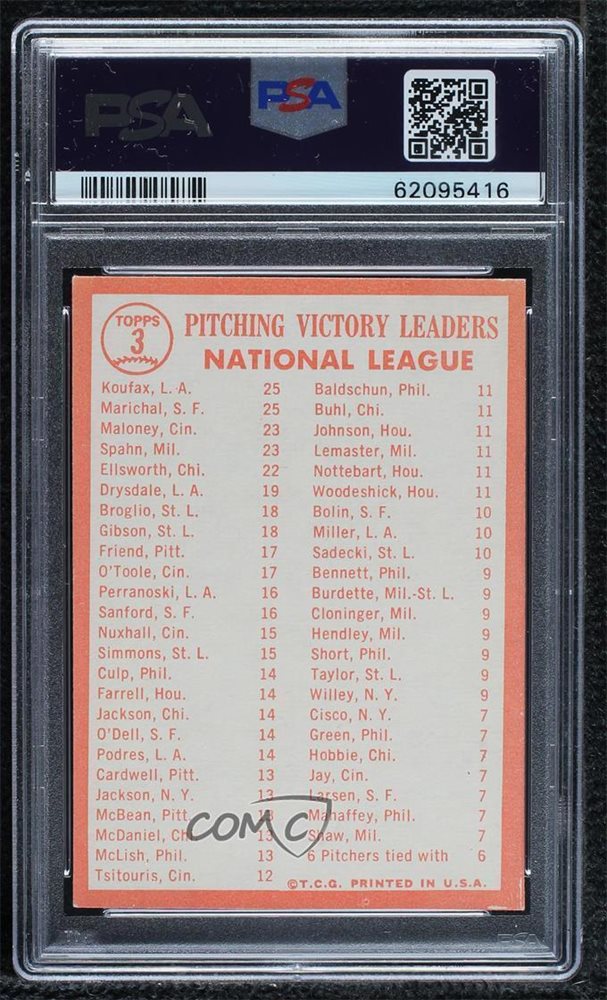 PSA
PSA
62095416
TOPPS
3
PITCHING VICTORY LEADERS
NATIONAL LEAGUE
Koufax, L. A. 25
Marichal, S. F. 25
Maloney, Cin. 23
Spahn, Mil. 23
Ellsworth, Chi. 22
Drysdale, L. A. 19
Broglio, St. L. 18
Gibson, St. L. 18
Friend, Pitt. 17
O'Toole, Cin. 17
Perranoski, L. A. 16
Sanford, S. F. 16
Nuxhall, Cin. 15
Simmons, St. L. 15
Culp, Phil. 14
Farrell, Hou. 14
Jackson, Chi. 14
O'Dell, S. F. 14
Podres, L. A. 14
Cardwell, Pitt. 13
Jackson, N. Y. 13
McBean, Pitt. 13
McDaniel, Chi. 13
McLish, Phil. 13
Tsitouris, Cin. 12
Baldschun, Phil. 11
Buhl, Chi. 11
Johnson, Hou. 11
Lemaster, Mil. 11
Nottebart, Hou. 11
Woodeshick, Hou. 11
Bolin, S. F. 10
Miller, L. A. 10
Sadecki, St. L. 10
Bennett, Phil. 9
Burdette, Mil.-St. L. 9
Cloninger, Mil. 9
Hendley, Mil. 9
Short, Phil. 9
Taylor, St. L. 9
Willey, N. Y. 9
Cisco, N. Y. 7
Green, Phil. 7
Hobbie, Chi. 7
Jay, Cin. 7
Larsen, S. F. 7
Mahaffey, Phil. 7
Shaw, Mil. 7
6 Pitchers tied with 6
©T.C.G. PRINTED IN U.S.A.
COMC